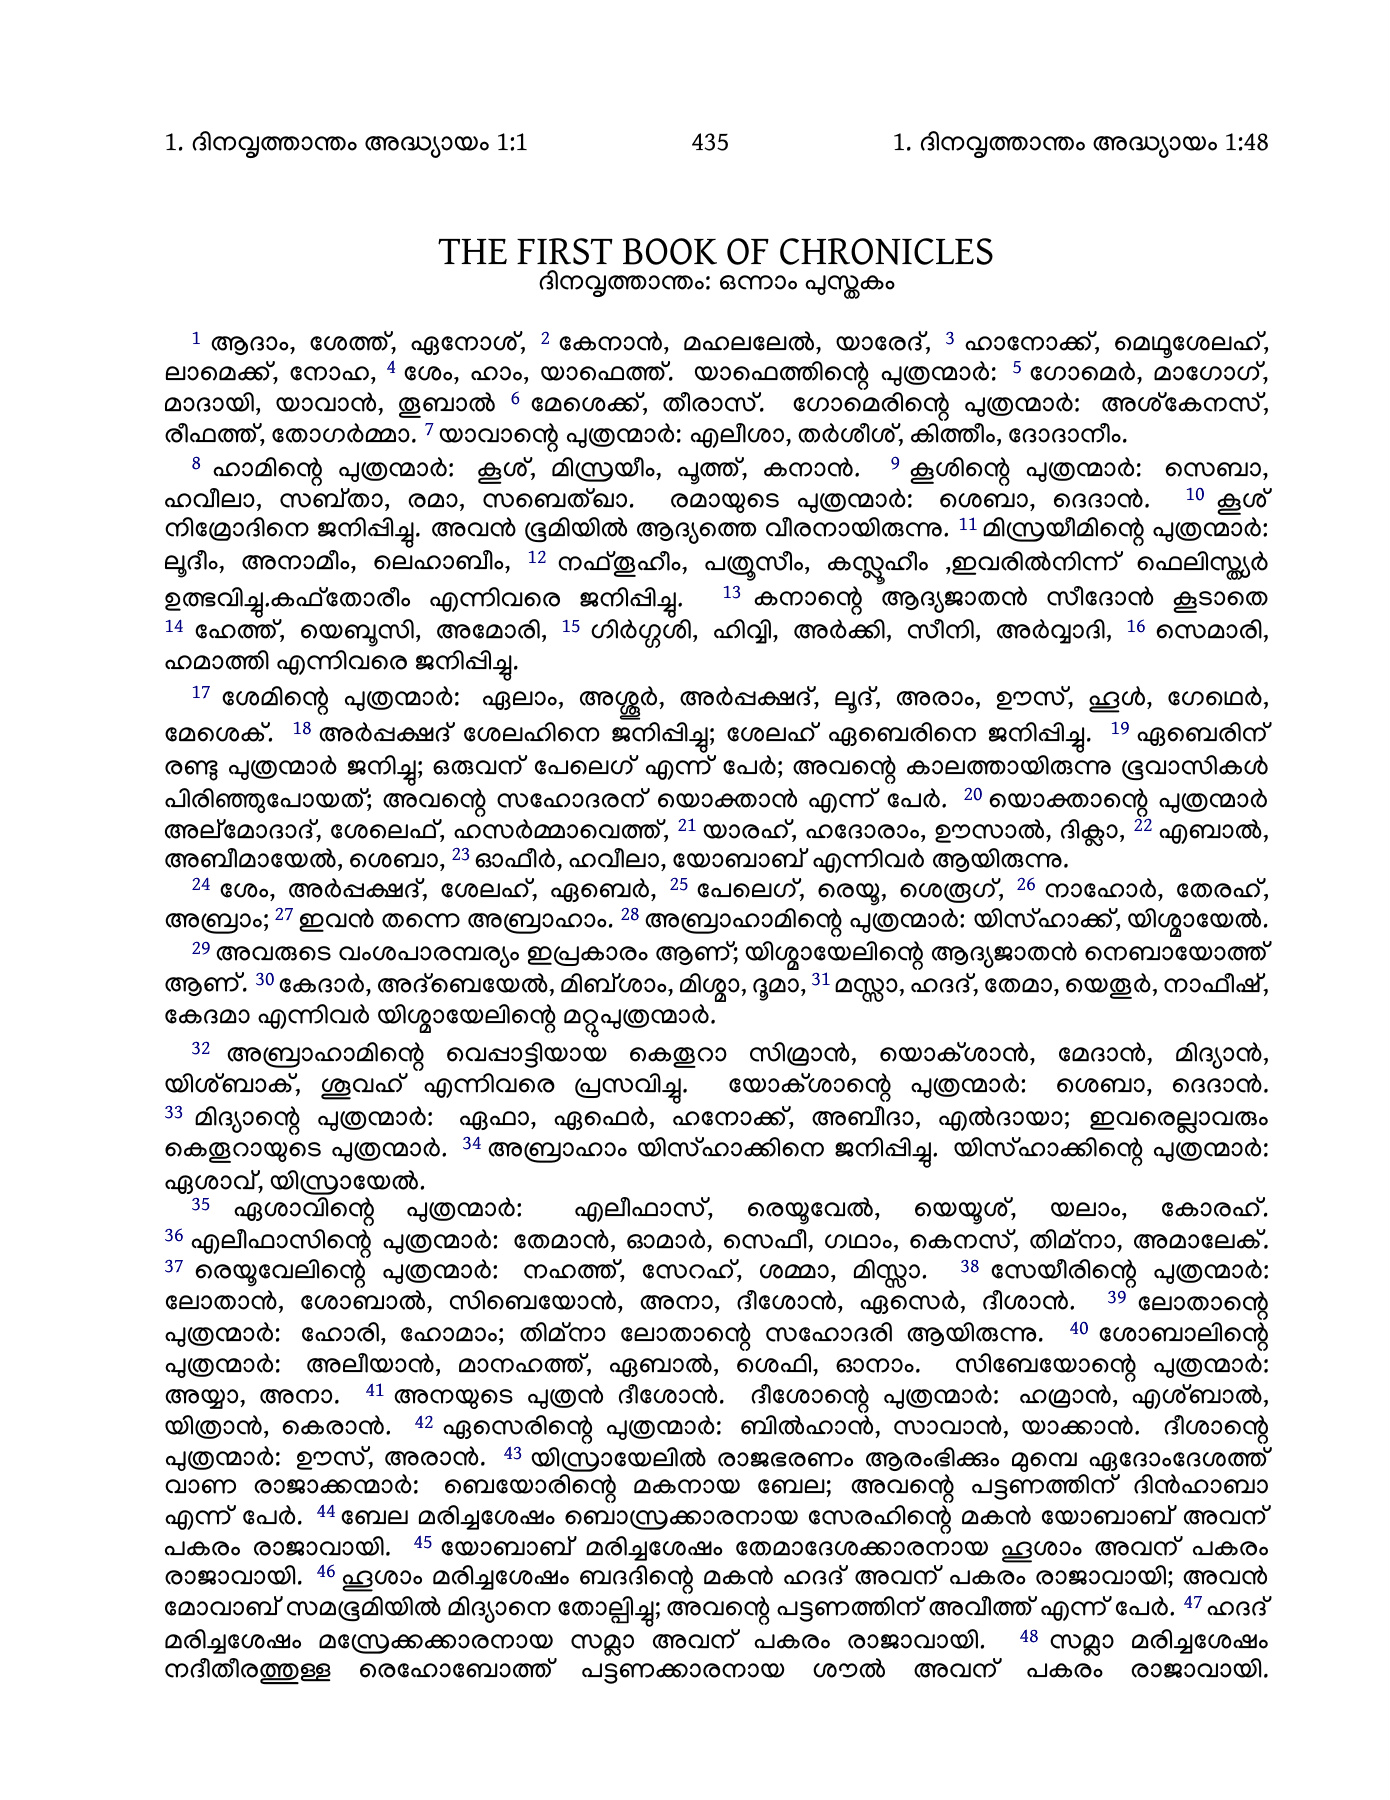 1. ദിനവൃത്താന്തം അദ്ധ്യായം 1:1 435 1. ദിനവൃത്താന്തം അദ്ധ്യായം 1:48
THE FIRST BOOK OF CHRONICLES
ദിനവൃത്താന്തം: ഒന്നാം പുസ്തകം
1 ആദാം, ശേത്ത്, ഏനോശ്, 2 കേനാൻ, മഹലലേൽ, യാരേദ്, 3 ഹാനോക്ക്, മെഥൂശേലഹ്,
ലാമെക്ക്, നോഹ, 4 ശേം, ഹാം, യാഫെത്ത്. യാഫെത്തിന്റെ പുത്രന്മാർ: 5 ഗോമെർ, മാഗോഗ്,
മാദായി, യാവാൻ, തൂബാൽ 6 മേശെക്ക്, തീരാസ്. ഗോമെരിന്റെ പുത്രന്മാർ: അശ്കേനസ്,
രീഫത്ത്, തോഗർമ്മാ. 7 യാവാന്റെ പുത്രന്മാർ: എലീശാ, തർശീശ്, കിത്തീം, ദോദാനീം.
8 ഹാമിന്റെ പുത്രന്മാർ: കൂശ്, മിസ്രയീം, പൂത്ത്, കനാൻ. 9 കൂശിന്റെ പുത്രന്മാർ: സെബാ,
ഹവീലാ, സബ്താ, രമാ, സബെത്ഖാ. രമായുടെ പുത്രന്മാർ: ശെബാ, ദെദാൻ. 10 കൂശ്
നിമ്രോദിനെ ജനിപ്പിച്ചു. അവൻ ഭൂമിയിൽ ആദ്യത്തെ വീരനായിരുന്നു. 11 മിസ്രയീമിന്റെ പുത്രന്മാർ:
ലൂദീം, അനാമീം, ലെഹാബീം, 12 നഫ്തൂഹീം, പത്രൂസീം, കസ്ലൂഹീം ,ഇവരിൽനിന്ന് ഫെലിസ്ത്യർ
ഉത്ഭവിച്ചു.കഫ്തോരീം എന്നിവരെ ജനിപ്പിച്ചു. 13 കനാന്റെ ആദ്യജാതൻ സീദോൻ കൂടാതെ
14 ഹേത്ത്, യെബൂസി, അമോരി, 15 ഗിർഗ്ഗശി, ഹിവ്വി, അർക്കി, സീനി, അർവ്വാദി, 16 സെമാരി,
ഹമാത്തി എന്നിവരെ ജനിപ്പിച്ചു.
17 ശേമിന്റെ പുത്രന്മാർ: ഏലാം, അശ്ശൂർ, അർപ്പക്ഷദ്, ലൂദ്, അരാം, ഊസ്, ഹൂൾ, ഗേഥെർ,
മേശെക്. 18 അർപ്പക്ഷദ് ശേലഹിനെ ജനിപ്പിച്ചു; ശേലഹ് ഏബെരിനെ ജനിപ്പിച്ചു. 19 ഏബെരിന്
രണ്ടു പുത്രന്മാർ ജനിച്ചു; ഒരുവന് പേലെഗ് എന്ന് പേർ; അവന്റെ കാലത്തായിരുന്നു ഭൂവാസികൾ
പിരിഞ്ഞുപോയത്; അവന്റെ സഹോദരന് യൊക്താൻ എന്ന് പേർ. 20 യൊക്താന്റെ പുത്രന്മാർ
അല്മോദാദ്, ശേലെഫ്, ഹസർമ്മാവെത്ത്, 21 യാരഹ്, ഹദോരാം, ഊസാൽ, ദിക്ലാ, 22 എബാൽ,
അബീമായേൽ, ശെബാ, 23 ഓഫീർ, ഹവീലാ, യോബാബ് എന്നിവർ ആയിരുന്നു.
24 ശേം, അർപ്പക്ഷദ്, ശേലഹ്, ഏബെർ, 25 പേലെഗ്, രെയൂ, ശെരൂഗ്, 26 നാഹോർ, തേരഹ്,
അബ്രാം; 27 ഇവൻ തന്നെ അബ്രാഹാം. 28 അബ്രാഹാമിന്റെ പുത്രന്മാർ: യിസ്ഹാക്ക്, യിശ്മായേൽ.
29 അവരുടെ വംശപാരമ്പര്യം ഇപ്രകാരം ആണ്; യിശ്മായേലിന്റെ ആദ്യജാതൻ നെബായോത്ത്
ആണ്. 30 കേദാർ, അദ്ബെയേൽ, മിബ്ശാം, മിശ്മാ, ദൂമാ, 31 മസ്സാ, ഹദദ്, തേമാ, യെതൂർ, നാഫീഷ്,
കേദമാ എന്നിവർ യിശ്മായേലിന്റെ മറ്റുപുത്രന്മാർ.
32 അബ്രാഹാമിന്റെ വെപ്പാട്ടിയായ കെതൂറാ സിമ്രാൻ, യൊക്ശാൻ, മേദാൻ, മിദ്യാൻ,
യിശ്ബാക്, ശൂവഹ് എന്നിവരെ പ്രസവിച്ചു. യോക്ശാന്റെ പുത്രന്മാർ: ശെബാ, ദെദാൻ.
33 മിദ്യാന്റെ പുത്രന്മാർ: ഏഫാ, ഏഫെർ, ഹനോക്ക്, അബീദാ, എൽദായാ; ഇവരെല്ലാവരും
കെതൂറായുടെ പുത്രന്മാർ. 34 അബ്രാഹാം യിസ്ഹാക്കിനെ ജനിപ്പിച്ചു. യിസ്ഹാക്കിന്റെ പുത്രന്മാർ:
ഏശാവ്, യിസ്രായേൽ.
35 ഏശാവിന്റെ പുത്രന്മാർ: എലീഫാസ്, രെയൂവേൽ, യെയൂശ്, യലാം, കോരഹ്.
36 എലീഫാസിന്റെ പുത്രന്മാർ: തേമാൻ, ഓമാർ, സെഫീ, ഗഥാം, കെനസ്, തിമ്നാ, അമാലേക്.
37 രെയൂവേലിന്റെ പുത്രന്മാർ: നഹത്ത്, സേറഹ്, ശമ്മാ, മിസ്സാ. 38 സേയീരിന്റെ പുത്രന്മാർ:
ലോതാൻ, ശോബാൽ, സിബെയോൻ, അനാ, ദീശോൻ, ഏസെർ, ദീശാൻ. 39 ലോതാന്റെ
പുത്രന്മാർ: ഹോരി, ഹോമാം; തിമ്നാ ലോതാന്റെ സഹോദരി ആയിരുന്നു. 40 ശോബാലിന്റെ
പുത്രന്മാർ: അലീയാൻ, മാനഹത്ത്, ഏബാൽ, ശെഫി, ഓനാം. സിബേയോന്റെ പുത്രന്മാർ:
അയ്യാ, അനാ. 41 അനയുടെ പുത്രൻ ദീശോൻ. ദീശോന്റെ പുത്രന്മാർ: ഹമ്രാൻ, എശ്ബാൽ,
യിത്രാൻ, കെരാൻ. 42 ഏസെരിന്റെ പുത്രന്മാർ: ബിൽഹാൻ, സാവാൻ, യാക്കാൻ. ദീശാന്റെ
പുത്രന്മാർ: ഊസ്, അരാൻ. 43 യിസ്രായേലിൽ രാജഭരണം ആരംഭിക്കും മുമ്പെ ഏദോംദേശത്ത്
വാണ രാജാക്കന്മാർ: ബെയോരിന്റെ മകനായ ബേല; അവന്റെ പട്ടണത്തിന് ദിൻഹാബാ
എന്ന് പേർ. 44 ബേല മരിച്ചശേഷം ബൊസ്രക്കാരനായ സേരഹിന്റെ മകൻ യോബാബ് അവന്
പകരം രാജാവായി. 45 യോബാബ് മരിച്ചശേഷം തേമാദേശക്കാരനായ ഹൂശാം അവന് പകരം
രാജാവായി. 46 ഹൂശാം മരിച്ചശേഷം ബദദിന്റെ മകൻ ഹദദ് അവന് പകരം രാജാവായി; അവൻ
മോവാബ് സമഭൂമിയിൽ മിദ്യാനെ തോല്പിച്ചു; അവന്റെ പട്ടണത്തിന് അവീത്ത് എന്ന് പേർ. 47 ഹദദ്
മരിച്ചശേഷം മസ്രേക്കക്കാരനായ സമ്ലാ അവന് പകരം രാജാവായി. 48 സമ്ലാ മരിച്ചശേഷം
നദീതീരത്തുള്ള രെഹോബോത്ത് പട്ടണക്കാരനായ ശൗൽ അവന് പകരം രാജാവായി.